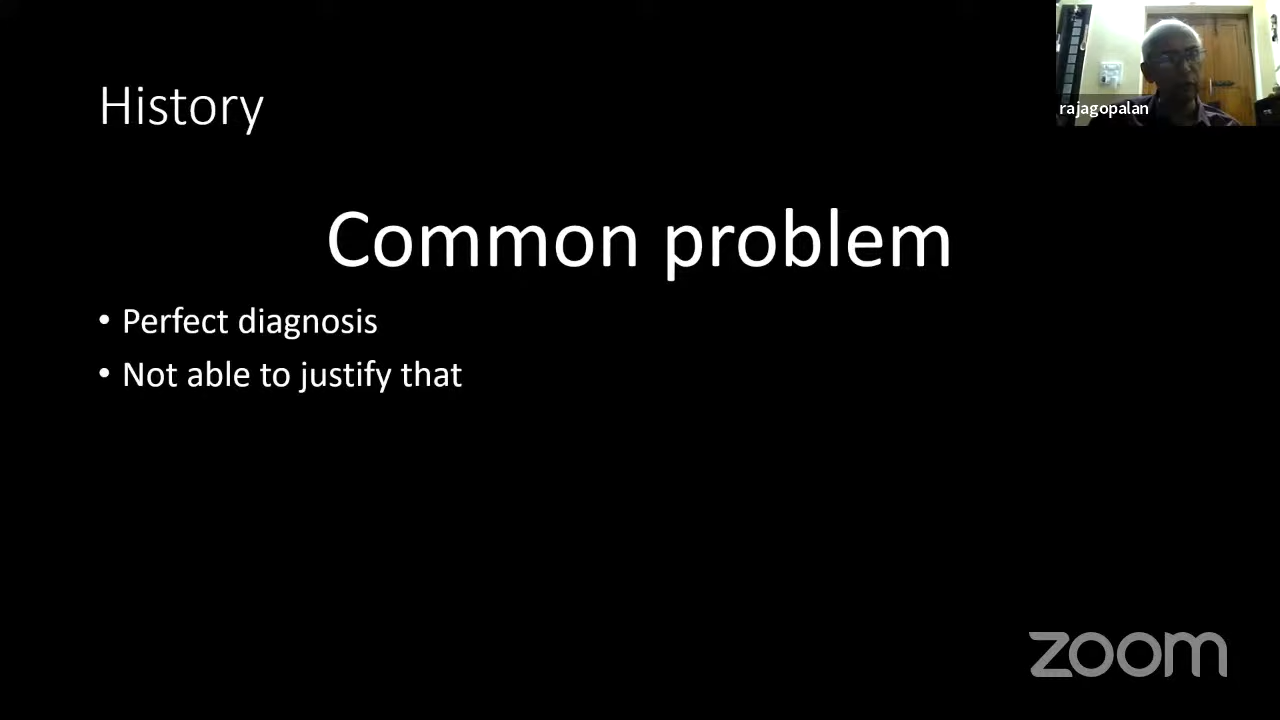 History
rajagopalan
Common problem
• Perfect diagnosis
• Not able to justify that
zoom